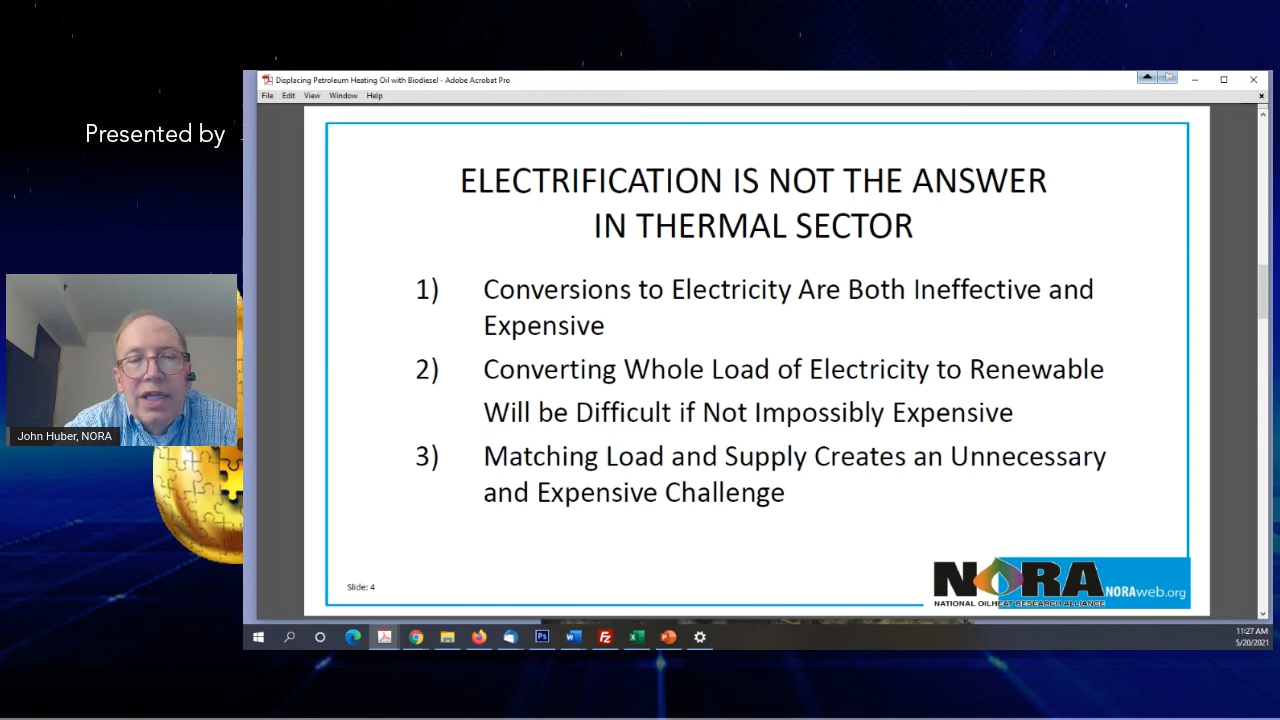 Presented by
Displacing Petroleum Heating Oil with Biodiesel - Adobe Acrobat Pro
File Edit View Window Help
ELECTRIFICATION IS NOT THE ANSWER
IN THERMAL SECTOR
1) Conversions to Electricity Are Both Ineffective and
Expensive
2) Converting Whole Load of Electricity to Renewable
Will be Difficult if Not Impossibly Expensive
3) Matching Load and Supply Creates an Unnecessary
and Expensive Challenge
John Huber, NORA
Slide: 4
NORA
NORAweb.org
NATIONAL OILHEAT RESEARCH ALLIANCE
Ps
11:27 AM
5/20/2021